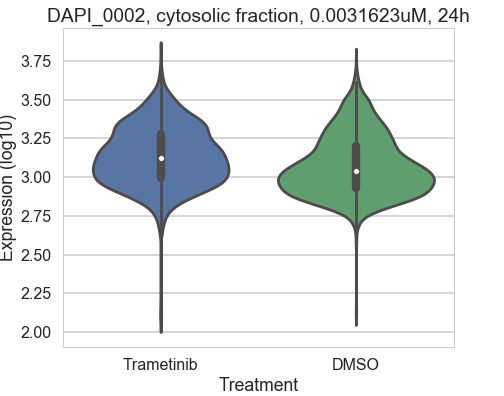 DAPI_0002, cytosolic fraction, 0.0031623uM, 24h
Expression (log10)
3.75
3.50
3.25
3.00
2.75
2.50
2.25
2.00
Trametinib DMSO
Treatment